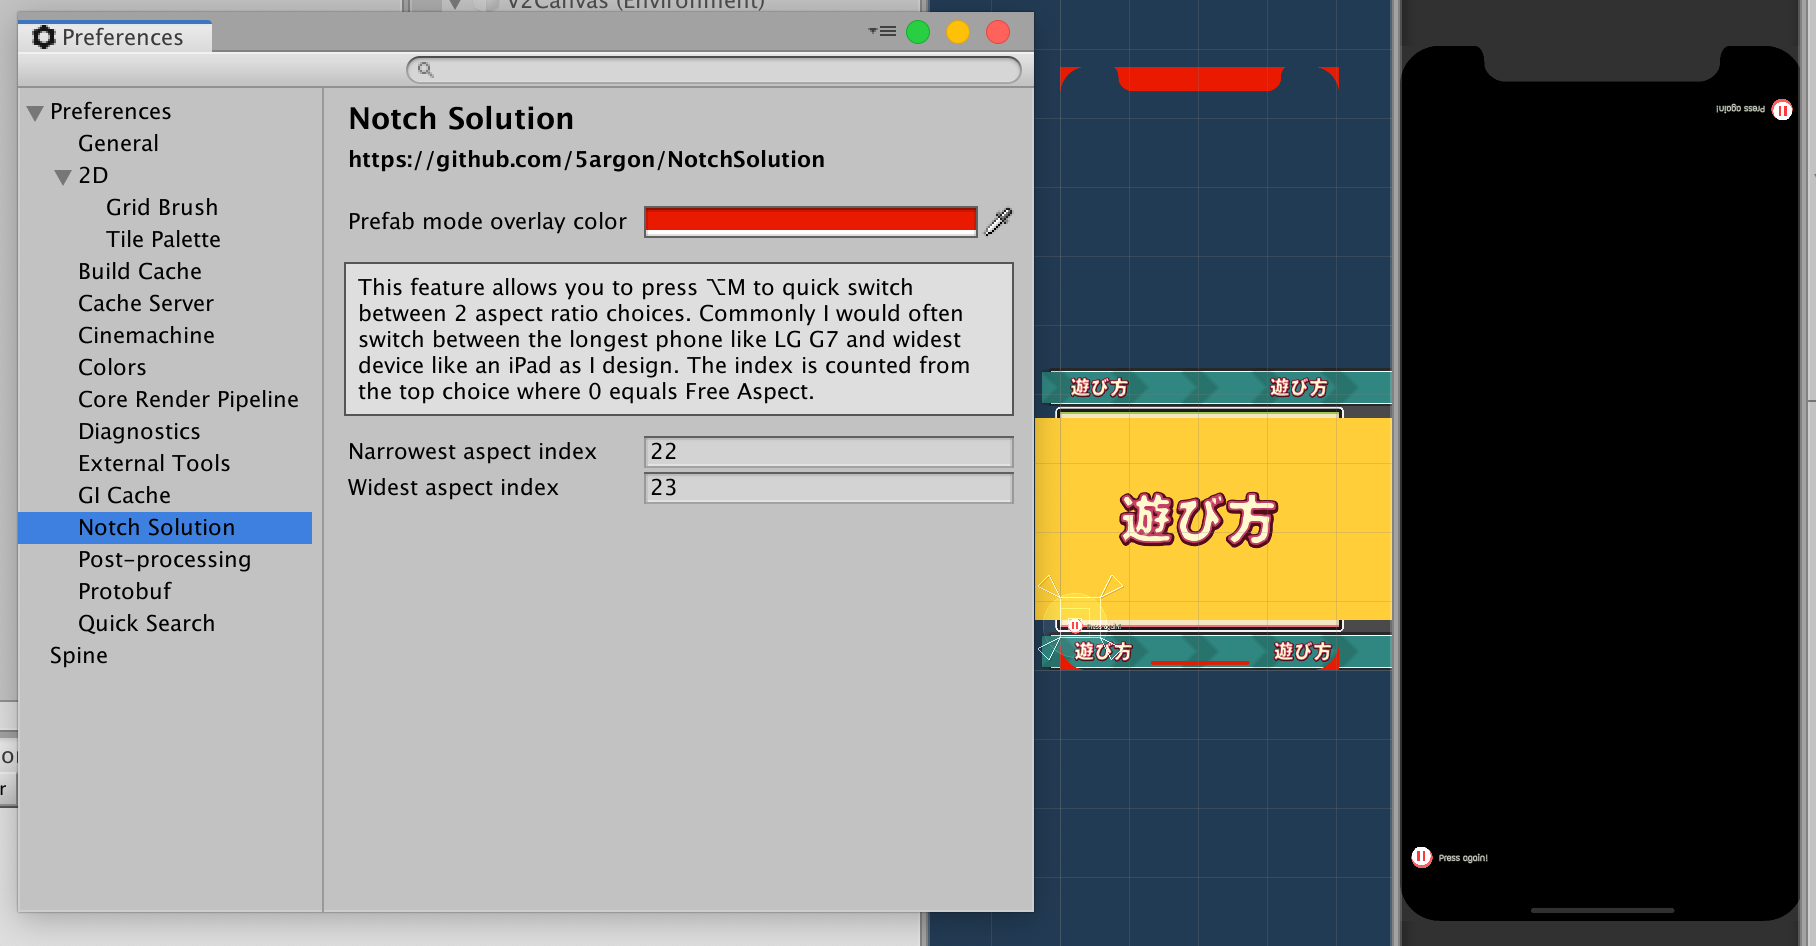 V2Canvas (Environment)
Preferences
Preferences
General
2D
Grid Brush
Tile Palette
Build Cache
Cache Server
Cinemachine
Colors
Core Render Pipeline
Diagnostics
External Tools
GI Cache
Notch Solution
Post-processing
Protobuf
Quick Search
Spine
Notch Solution
https://github.com/5argon/NotchSolution
Prefab mode overlay color
This feature allows you to press ⌥M to quick switch
between 2 aspect ratio choices. Commonly I would often
switch between the longest phone like LG G7 and widest
device like an iPad as I design. The index is counted from
the top choice where 0 equals Free Aspect.
Narrowest aspect index 22
Widest aspect index 23
遊び方 遊び方
遊び方
Press again!
遊び方 遊び方
Press again!
Press again!